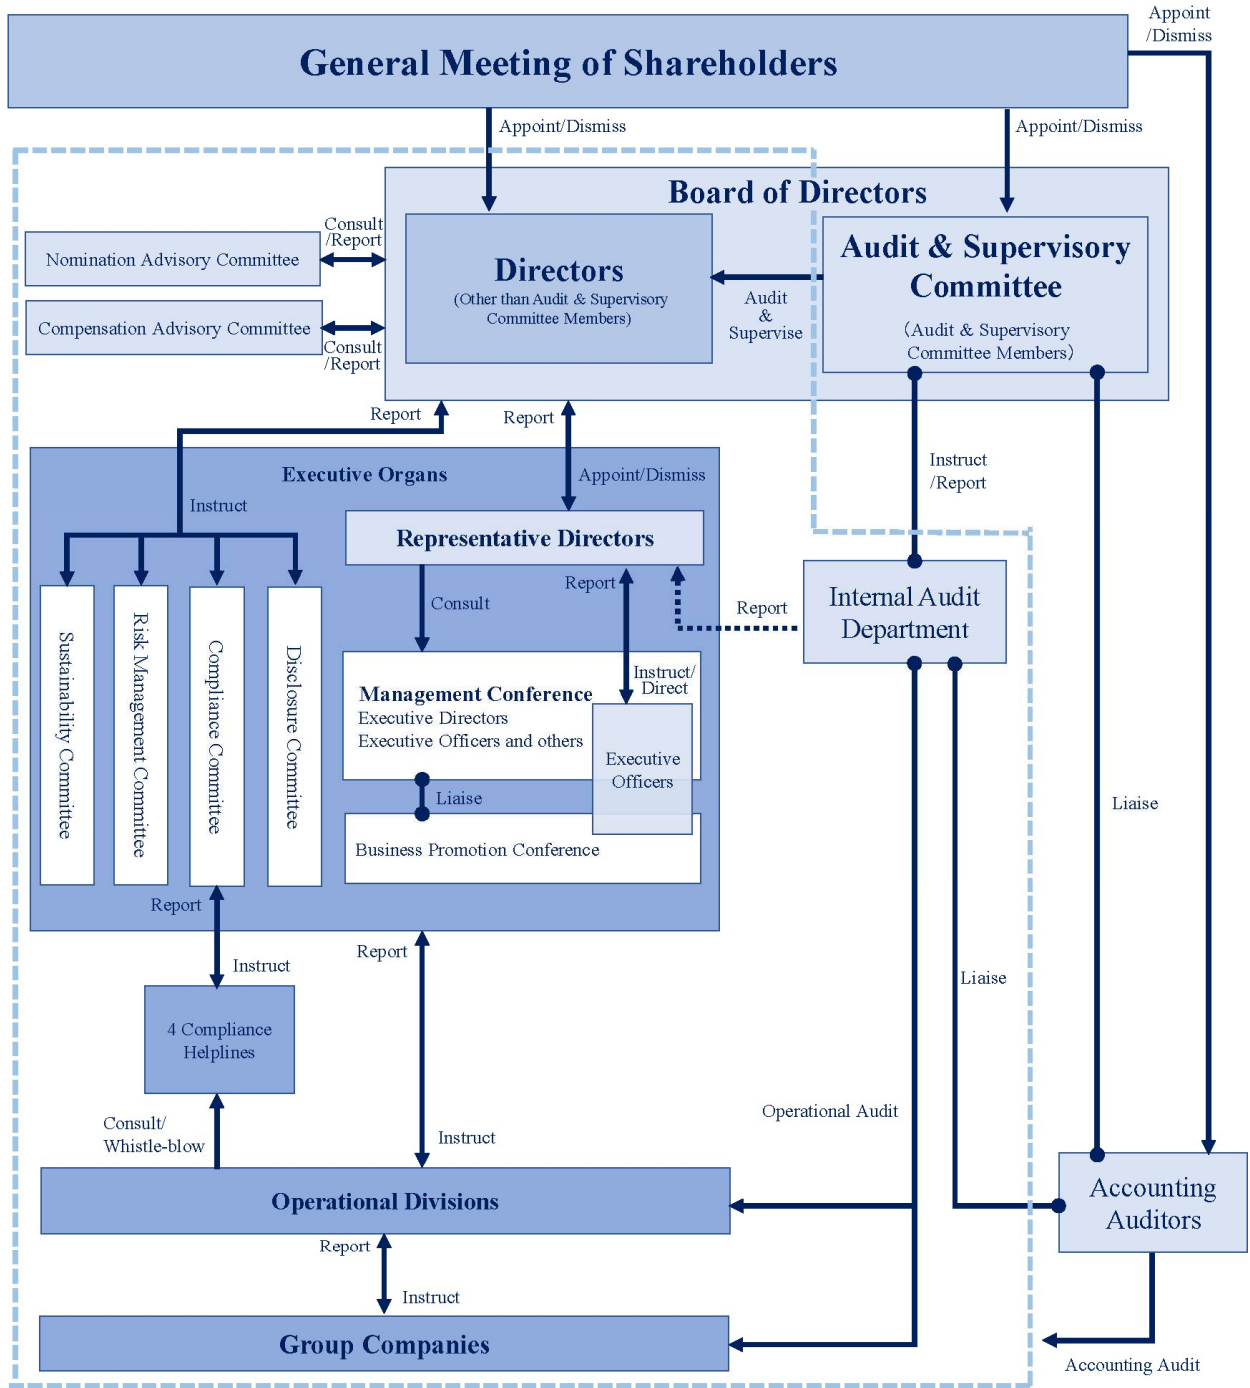 Appoint
/Dismiss
General Meeting of Shareholders
Appoint/Dismiss
Appoint/Dismiss
Board of Directors
Nomination Advisory Committee
Consult
/Report
Compensation Advisory Committee
Consult
/Report
Directors
(Other than Audit & Supervisory
Committee Members)
Audit
&
Supervise
Audit & Supervisory
Committee
(Audit & Supervisory
Committee Members)
Report
Report
Executive Organs
Appoint/Dismiss
Instruct
/Report
Instruct
Representative Directors
Report
Report
Consult
Internal Audit
Department
Sustainability Committee
Risk Management Committee
Compliance Committee
Disclosure Committee
Instruct/
Direct
Management Conference
Executive Directors
Executive Officers and others
Executive
Officers
Liaise
Liaise
Business Promotion Conference
Report
Instruct
Report
Liaise
4 Compliance
Helplines
Consult/
Whistle-blow
Instruct
Operational Audit
Operational Divisions
Accounting
Auditors
Report
Instruct
Group Companies
Accounting Audit